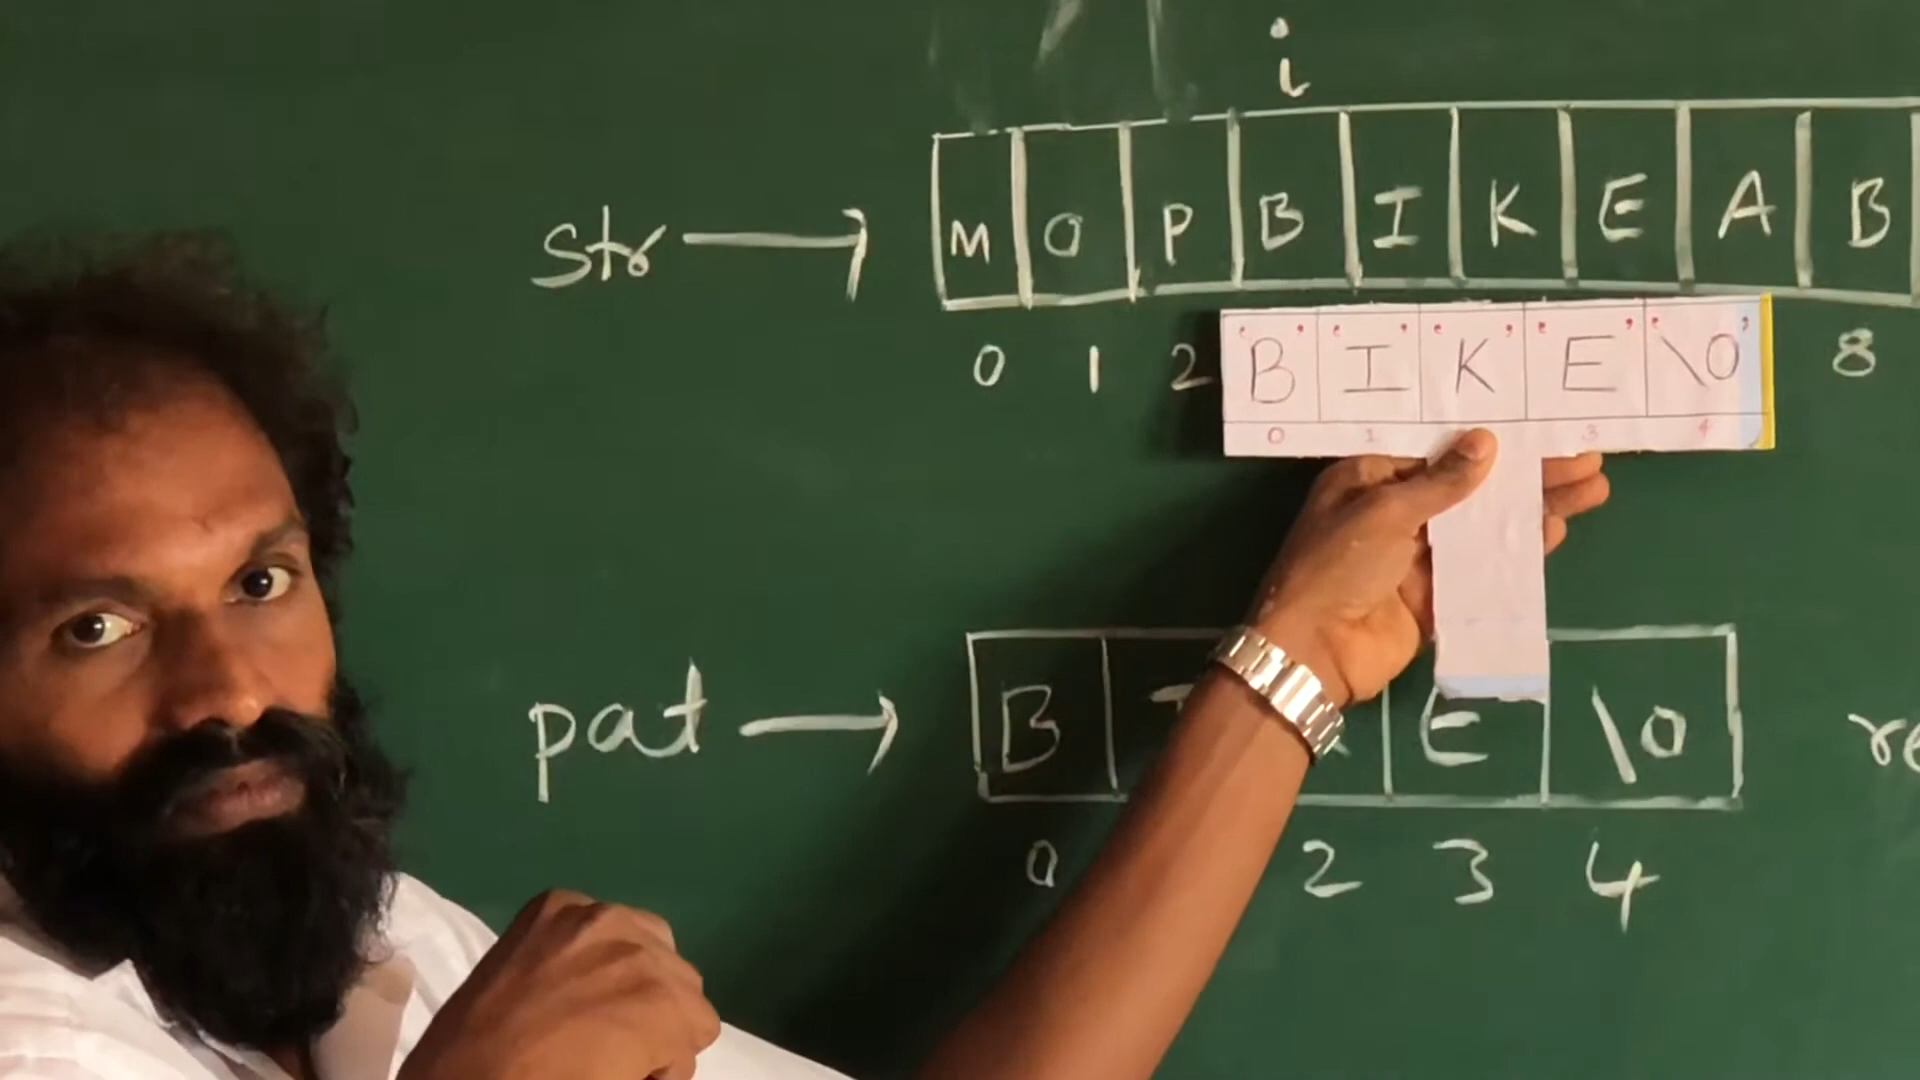 i
str → M O P B I K E A B
0 1 2 8
'B' 'I' 'K' 'E' '\0'
0 1 3 4
pat → B E \0
0 2 3 4